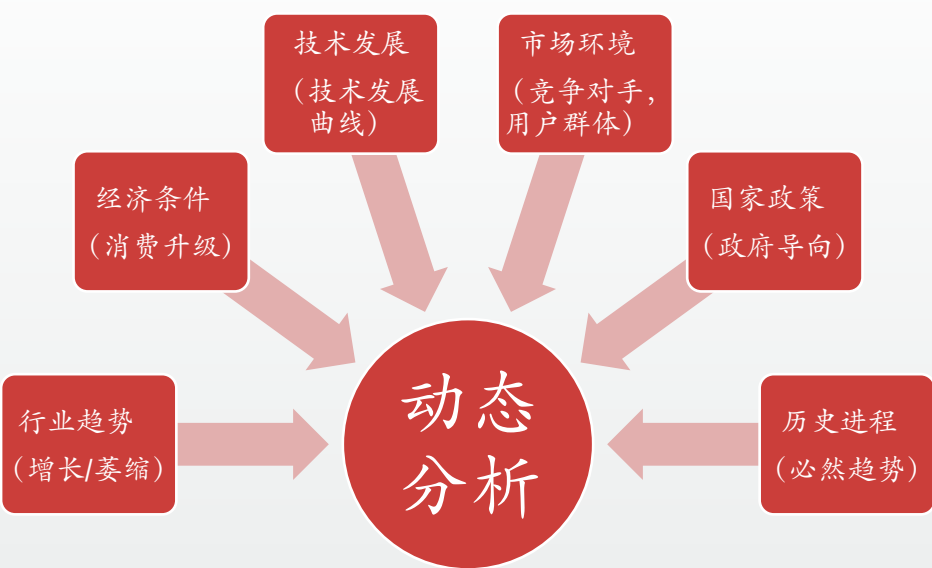 技术发展
（技术发展
曲线）
市场环境
（竞争对手,
用户群体）
经济条件
（消费升级）
国家政策
（政府导向）
行业趋势
（增长/萎缩）
历史进程
（必然趋势）
动态
分析